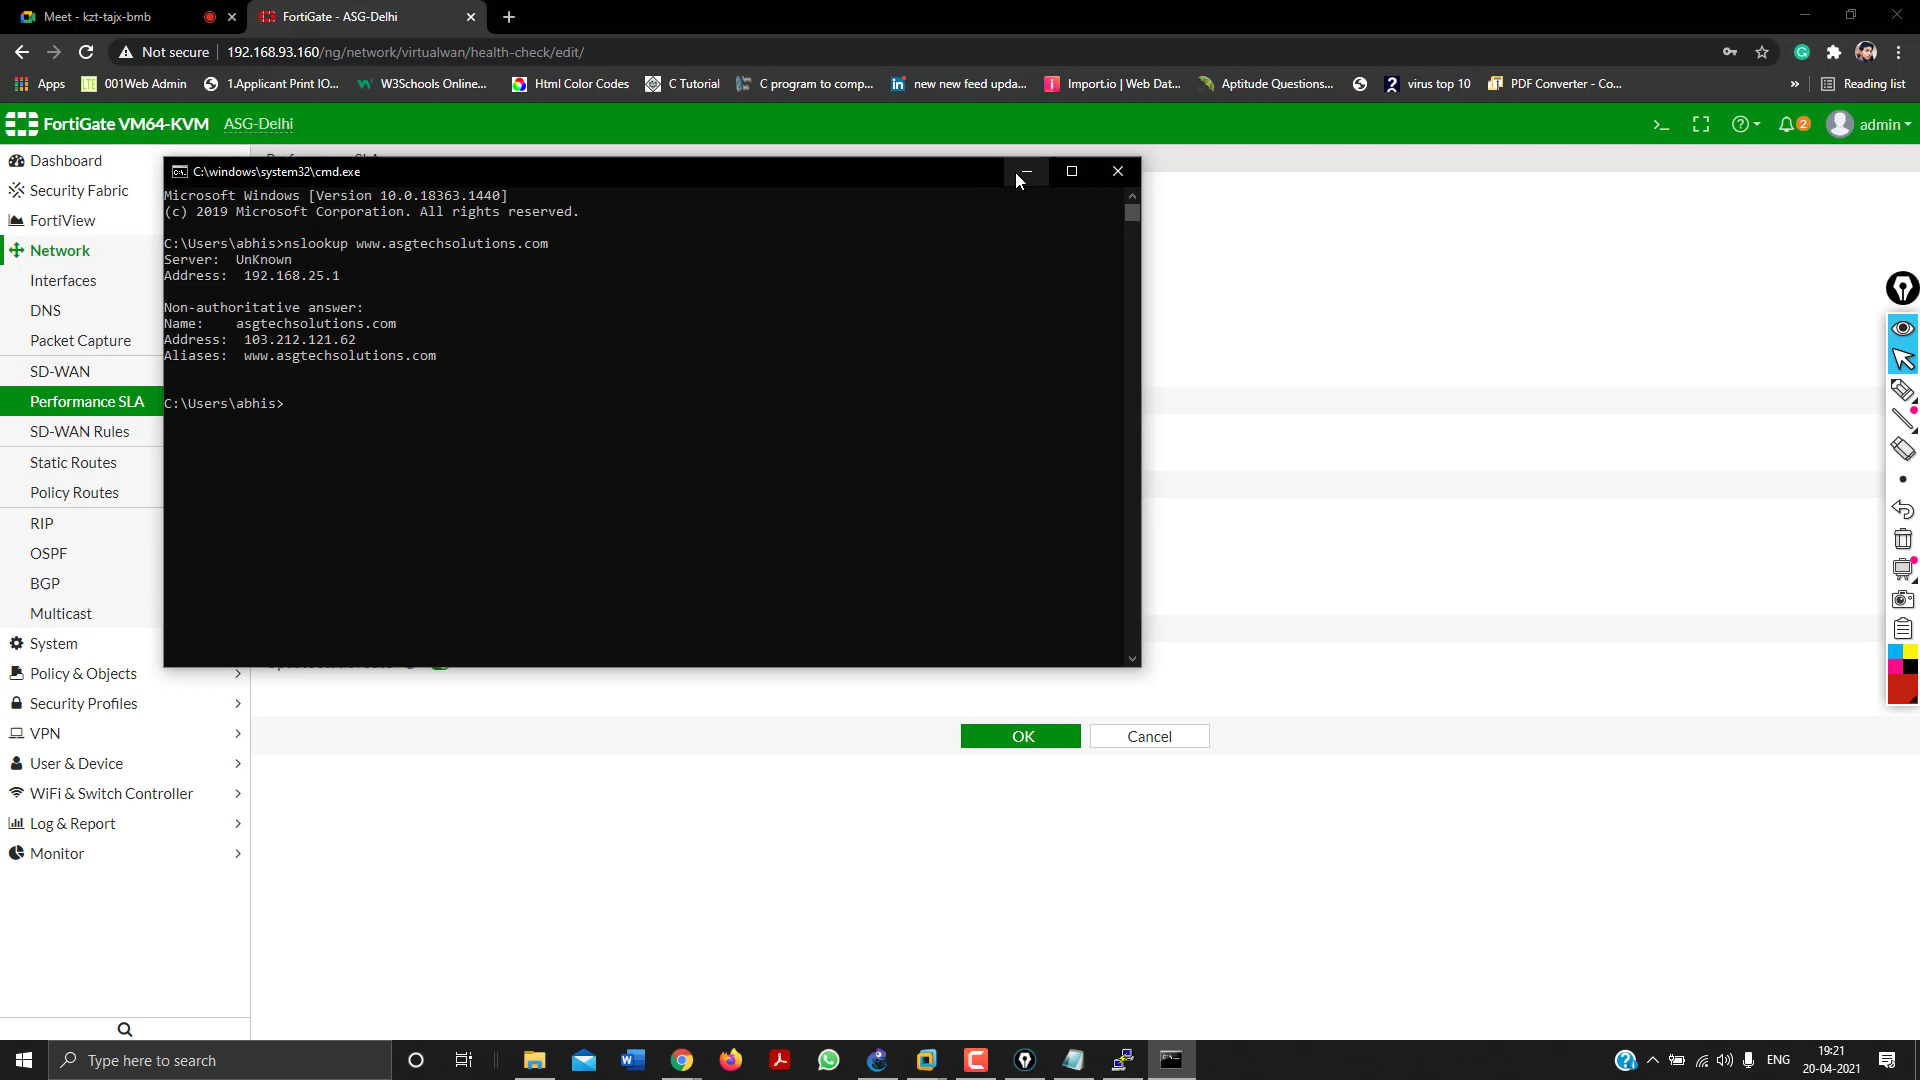 Meet - kzt-tajx-bmb
FortiGate - ASG-Delhi
Not secure
192.168.93.160/ng/network/virtualwan/health-check/edit/
Apps
001Web Admin
1.Applicant Print IO...
W3Schools Online...
Html Color Codes
C Tutorial
C program to comp...
new new feed upda...
Import.io | Web Dat...
Aptitude Questions...
virus top 10
PDF Converter - Co...
»
Reading list
FortiGate VM64-KVM
ASG-Delhi
2
admin
Dashboard
Security Fabric
FortiView
Network
Interfaces
DNS
Packet Capture
SD-WAN
Performance SLA
SD-WAN Rules
Static Routes
Policy Routes
RIP
OSPF
BGP
Multicast
System
Policy & Objects
Security Profiles
VPN
User & Device
WiFi & Switch Controller
Log & Report
Monitor
C:\windows\system32\cmd.exe
Microsoft Windows [Version 10.0.18363.1440]
(c) 2019 Microsoft Corporation. All rights reserved.
C:\Users\abhis>nslookup www.asgtechsolutions.com
Server:  UnKnown
Address:  192.168.25.1
Non-authoritative answer:
Name:    asgtechsolutions.com
Address:  103.212.121.62
Aliases:  www.asgtechsolutions.com
C:\Users\abhis>
OK
Cancel
Type here to search
ENG
19:21
20-04-2021